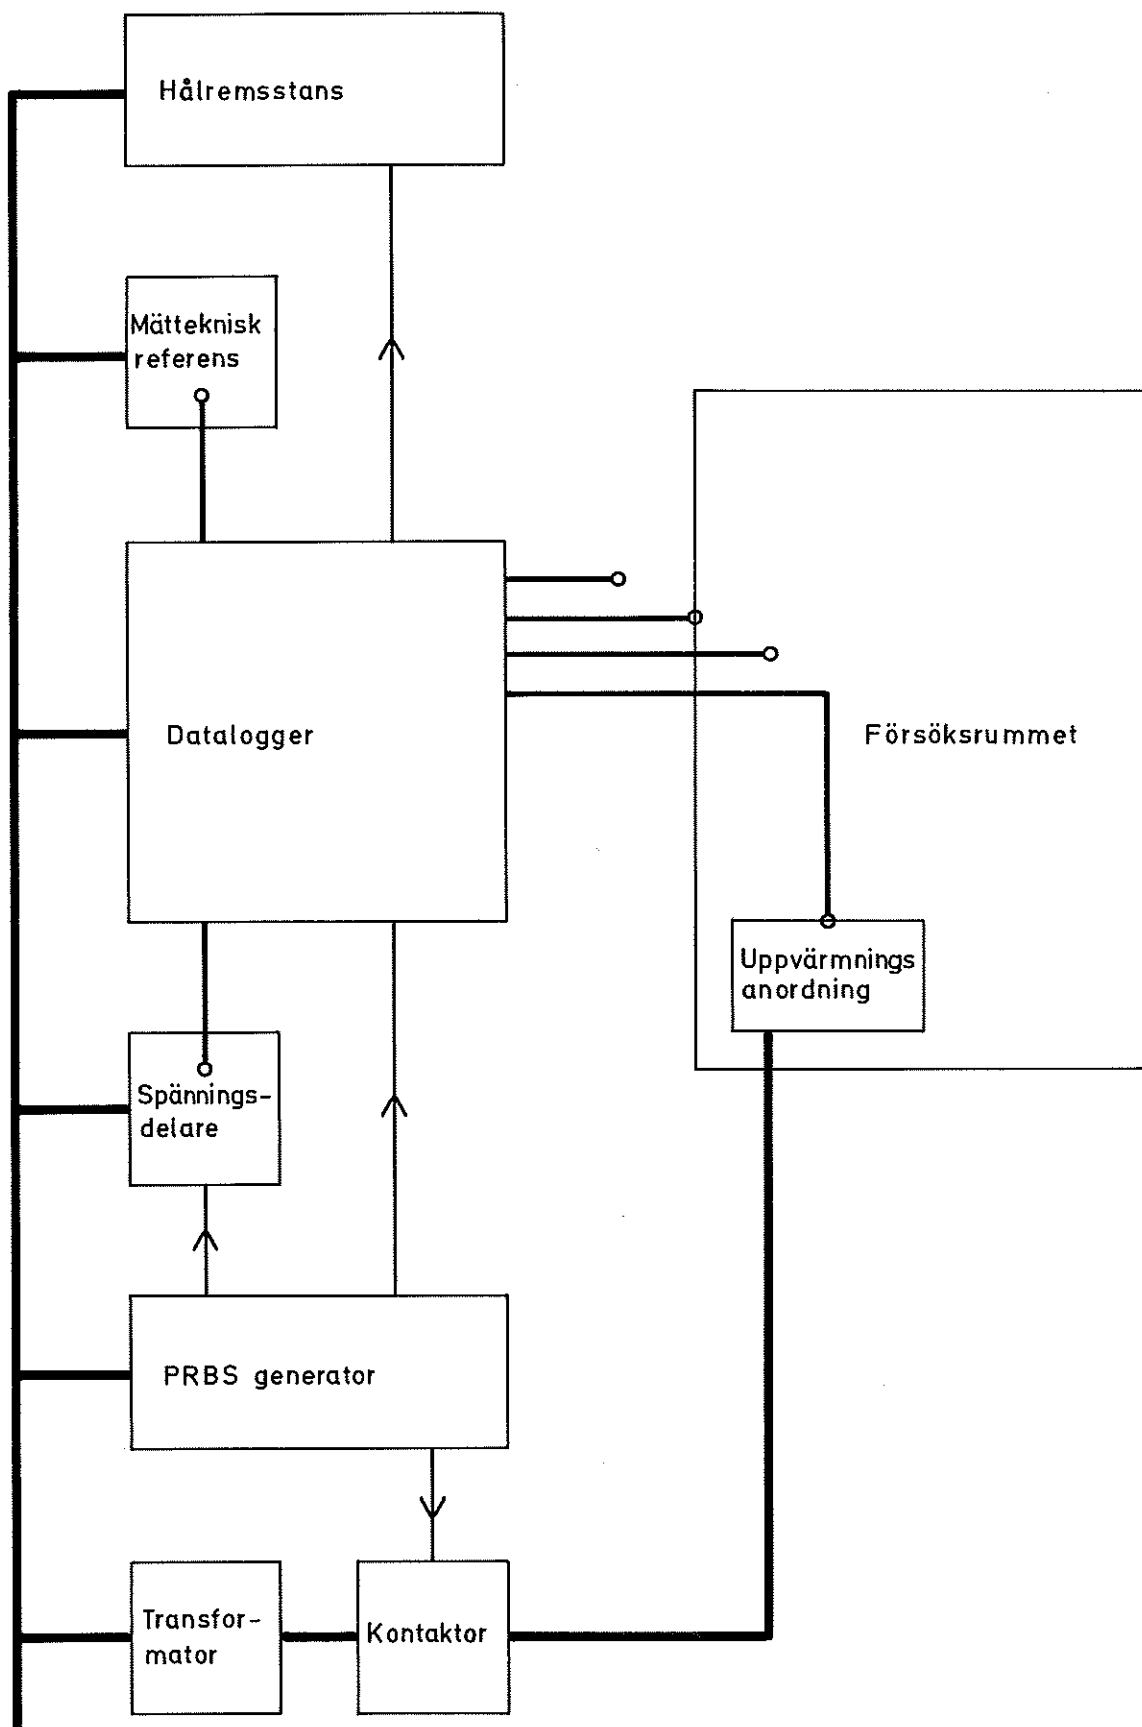 Hålremsstans
Mätteknisk
referens
Datalogger
Försöksrummet
Uppvärmnings
anordning
Spännings-
delare
PRBS generator
Transfor-
mator
Kontaktor